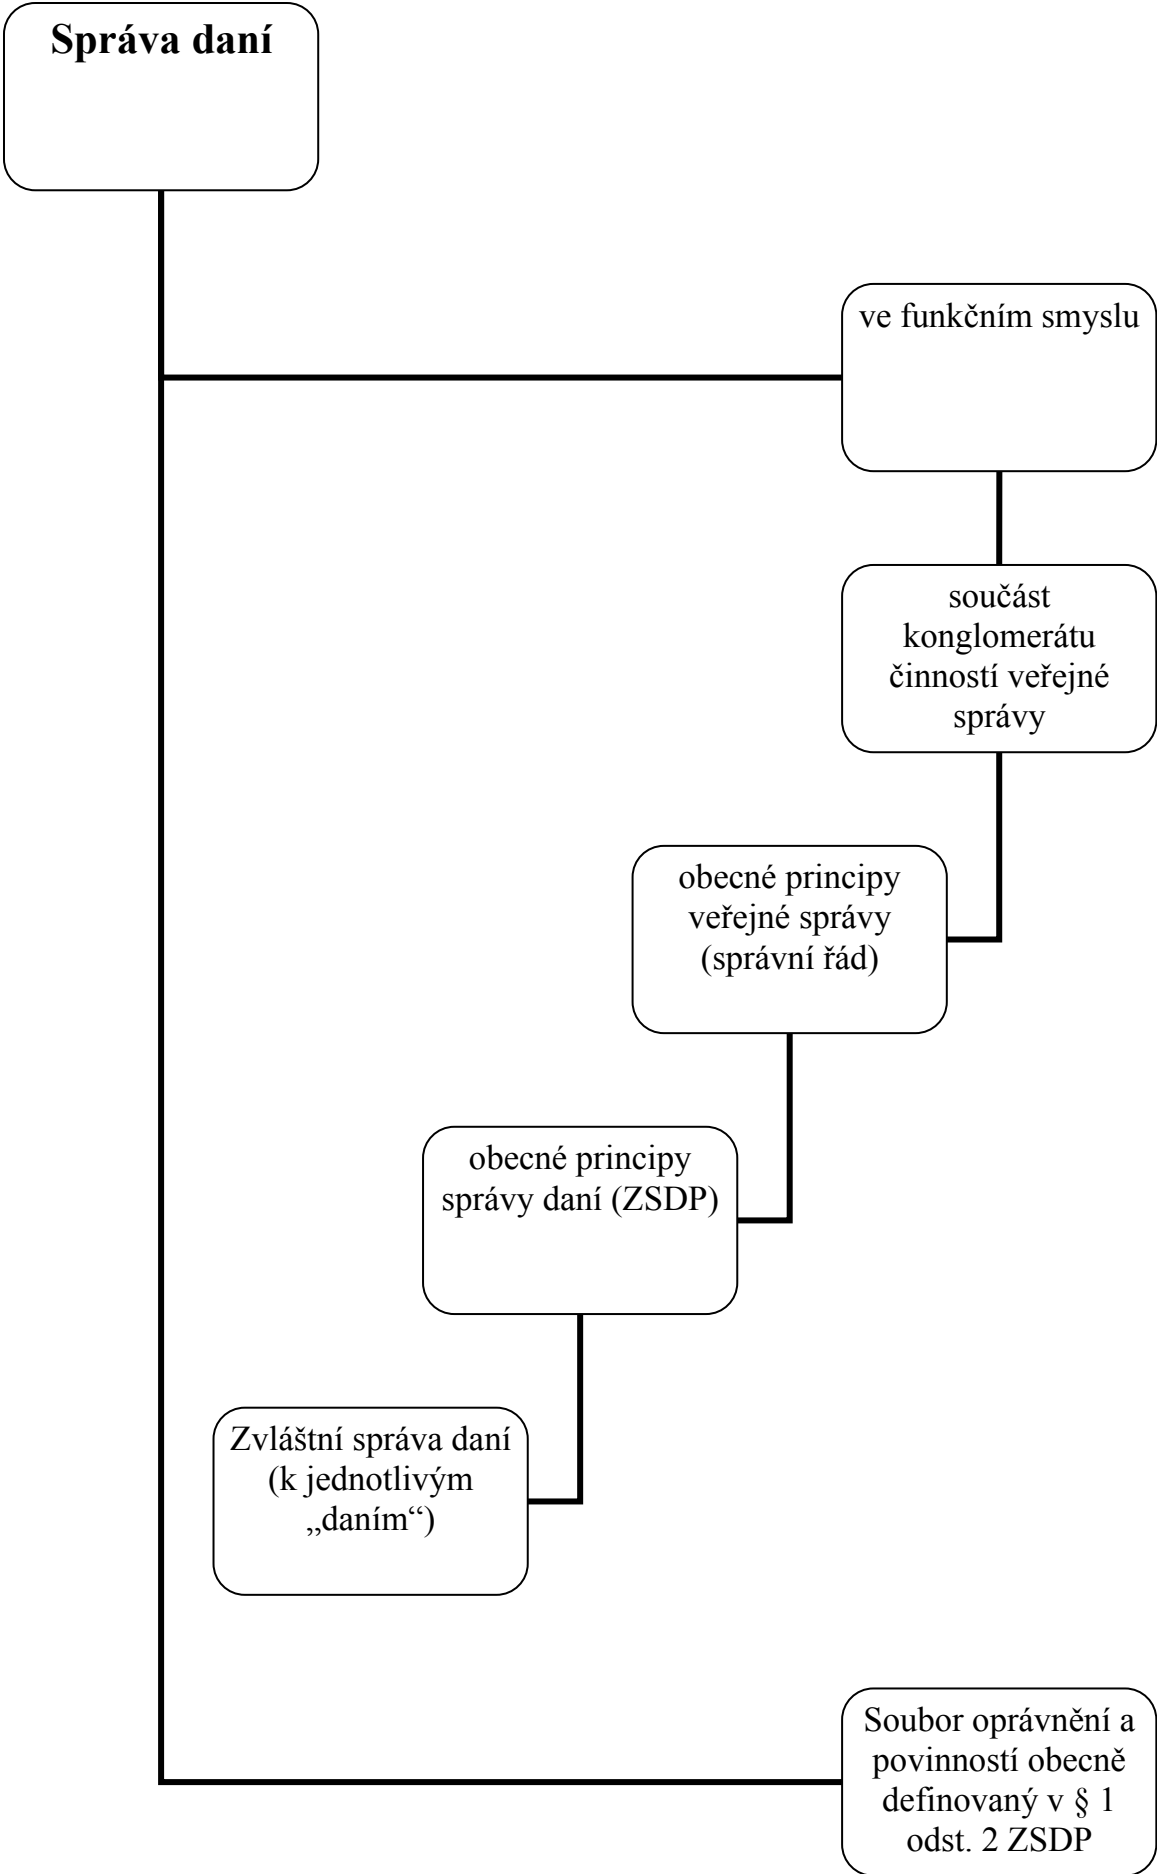 Správa daní
ve funkčním smyslu
součást
konglomerátu
činností veřejné
správy
obecné principy
veřejné správy
(správní řád)
obecné principy
správy daní (ZSDP)
Zvláštní správa daní
(k jednotlivým
„daním“)
Soubor oprávnění a
povinností obecně
definovaný v § 1
odst. 2 ZSDP